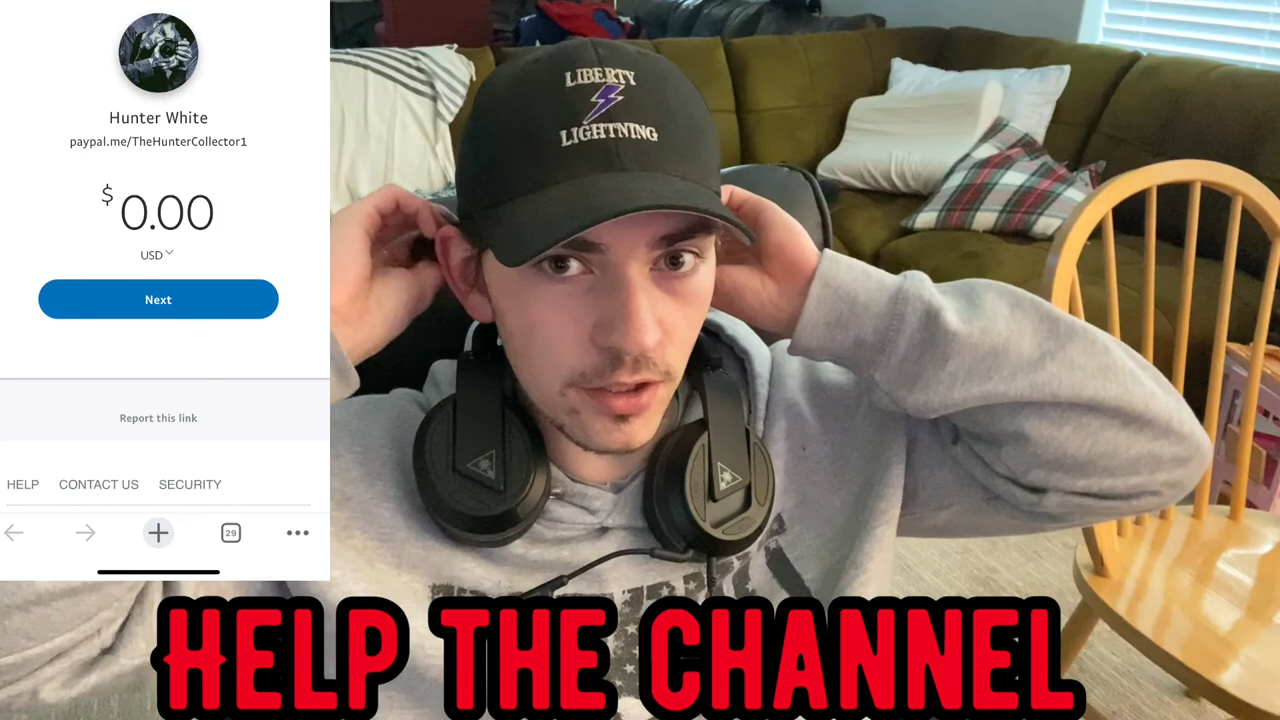 Hunter White
paypal.me/TheHunterCollector1
$ 0.00
USD
Next
Report this link
HELP CONTACT US SECURITY
29
LIBERTY
LIGHTNING
HELP THE CHANNEL